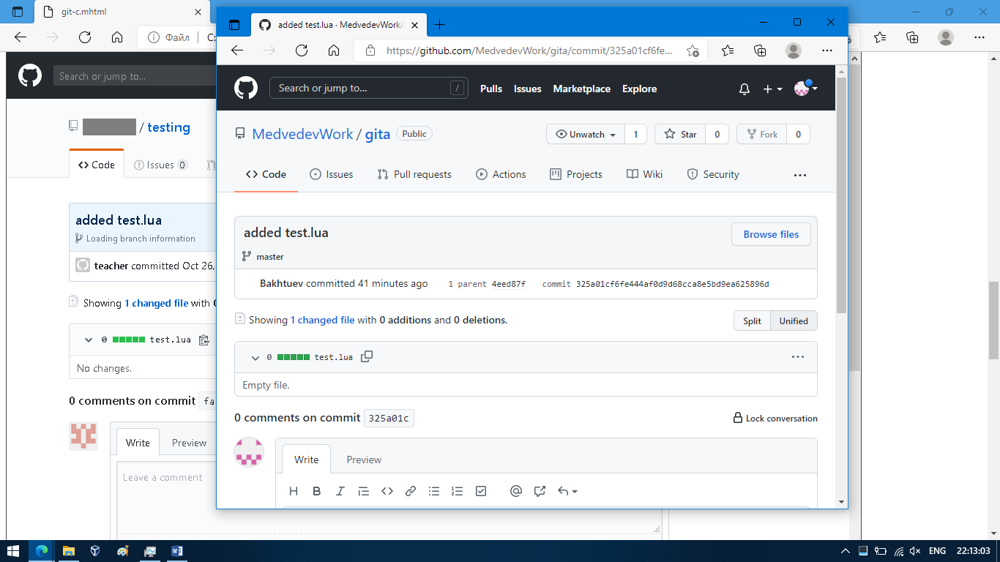 git-c.mhtml
Файл
Search or jump to...
/ testing
Code
Issues 0
added test.lua
Loading branch information
teacher committed Oct 26,
Showing 1 changed file with
0 test.lua
No changes.
0 comments on commit fa
Write Preview
Leave a comment
added test.lua · MedvedevWork/
https://github.com/MedvedevWork/gita/commit/325a01cf6fe...
Search or jump to... /
Pulls Issues Marketplace Explore
MedvedevWork / gita Public
Unwatch 1 Star 0 Fork 0
Code Issues Pull requests Actions Projects Wiki Security
added test.lua
Browse files
master
Bakhtuev committed 41 minutes ago 1 parent 4eed87f commit 325a01cf6fe444af0d9d68cca8e5bd9ea625896d
Showing 1 changed file with 0 additions and 0 deletions.
Split Unified
0 test.lua
Empty file.
0 comments on commit 325a01c
Lock conversation
Write Preview
ENG 22:13:03